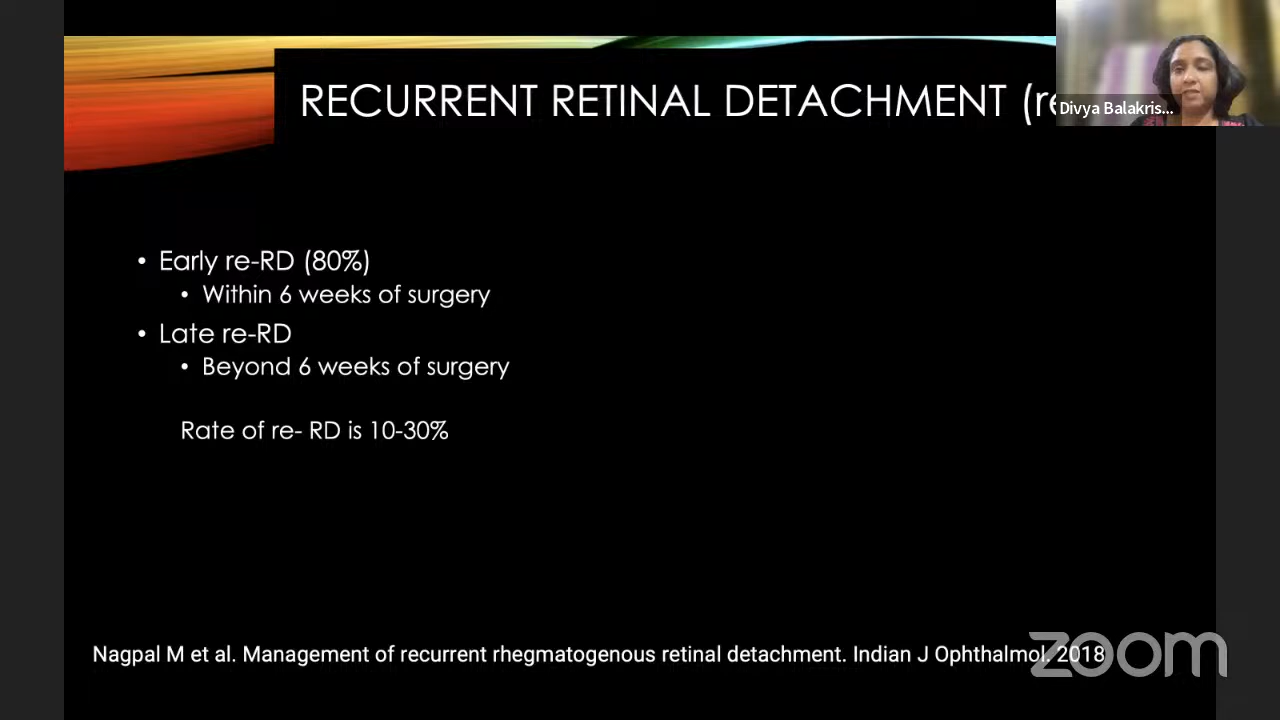 RECURRENT RETINAL DETACHMENT (re
Divya Balakris...
• Early re-RD (80%)
• Within 6 weeks of surgery
• Late re-RD
• Beyond 6 weeks of surgery
Rate of re- RD is 10-30%
Nagpal M et al. Management of recurrent rhegmatogenous retinal detachment. Indian J Ophthalmol. 2018
zoom